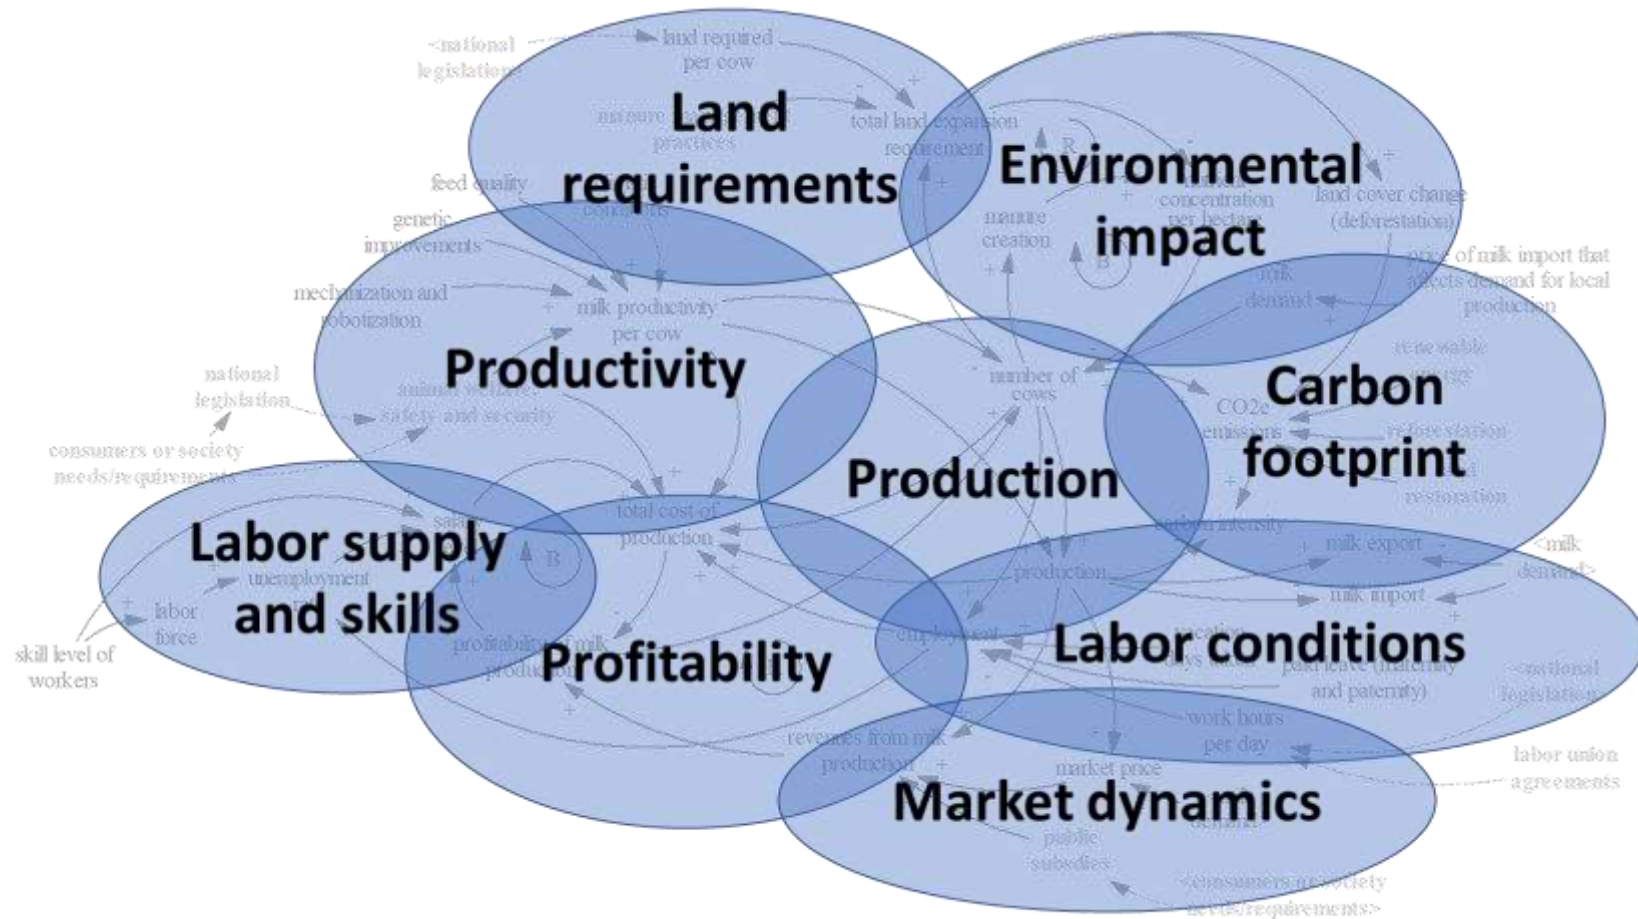 <national
legislation>
land required
per cow
Land
requirements
manure management
practices
total land expansion
requirement
R
Environmental
impact
manure
creation
concentration
per hectare
land cover change
(deforestation)
B
feed quality
conditions
genetic
improvements
mechanization and
robotization
milk productivity
per cow
Productivity
milk
demand
price of milk import that
affects demand for local
production
renewable
energy
Carbon
footprint
number of
cows
CO2e
emissions
reforestation
restoration
national
legislation
animal welfare,
safety and security
consumers or society
needs/requirements
Production
carbon intensity
Labor supply
and skills
total cost of
production
B
unemployment
labor
force
skill level of
workers
production
milk export
milk import
<milk
demand>
profitability of milk
production
Profitability
employment
Labor conditions
vacation
days
paid leave (maternity
and paternity)
<national
legislation>
work hours
per day
labor union
agreements
revenues from milk
production
market price
Market dynamics
demand>
public
subsdies
<consumers or society
needs/requirements>